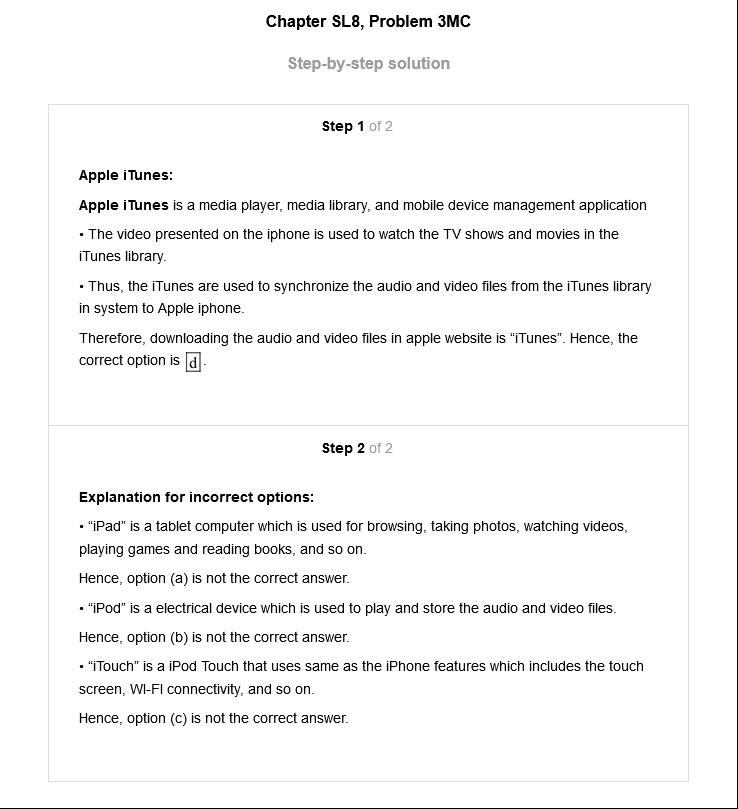 Chapter SL8, Problem 3MC
Step-by-step solution
Step 1 of 2
Apple iTunes:
Apple iTunes is a media player, media library, and mobile device management application
• The video presented on the iphone is used to watch the TV shows and movies in the
iTunes library.
• Thus, the iTunes are used to synchronize the audio and video files from the iTunes library
in system to Apple iphone.
Therefore, downloading the audio and video files in apple website is “iTunes”. Hence, the
correct option is d.
Step 2 of 2
Explanation for incorrect options:
• “iPad” is a tablet computer which is used for browsing, taking photos, watching videos,
playing games and reading books, and so on.
Hence, option (a) is not the correct answer.
• “iPod” is a electrical device which is used to play and store the audio and video files.
Hence, option (b) is not the correct answer.
• “iTouch” is a iPod Touch that uses same as the iPhone features which includes the touch
screen, WI-FI connectivity, and so on.
Hence, option (c) is not the correct answer.